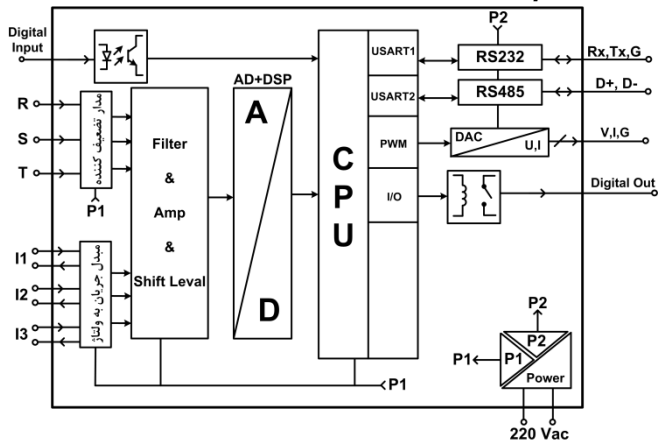 P2
Digital
Input
USART1
RS232
Rx,Tx,G
AD+DSP
USART2
RS485
D+, D-
R
S
T
مدار تضعیف کننده
A
Filter
&
Amp
&
Shift Leval
CPU
PWM
DAC
U,I
V,I,G
I/O
Digital Out
P1
I1
I2
I3
مبدل جریان به ولتاژ
D
P2
P2
P1
P1
Power
P1
220 Vac